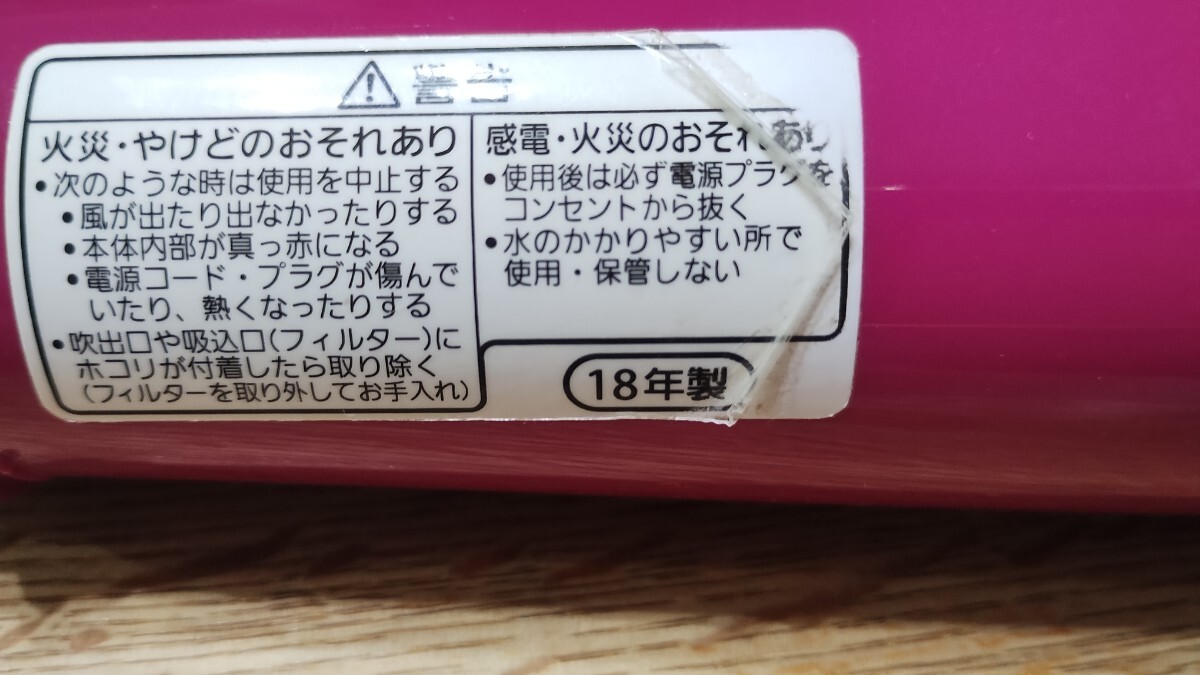 警告
火災・やけどのおそれあり
•次のような時は使用を中止する
•風が出たり出なかったりする
•本体内部が真っ赤になる
•電源コード・プラグが傷んで
いたり、熱くなったりする
•吹出口や吸込口(フィルター)に
ホコリが付着したら取り除く
(フィルターを取り外してお手入れ)
感電・火災のおそれあり
•使用後は必ず電源プラグを
コンセントから抜く
•水のかかりやすい所で
使用・保管しない
18年製